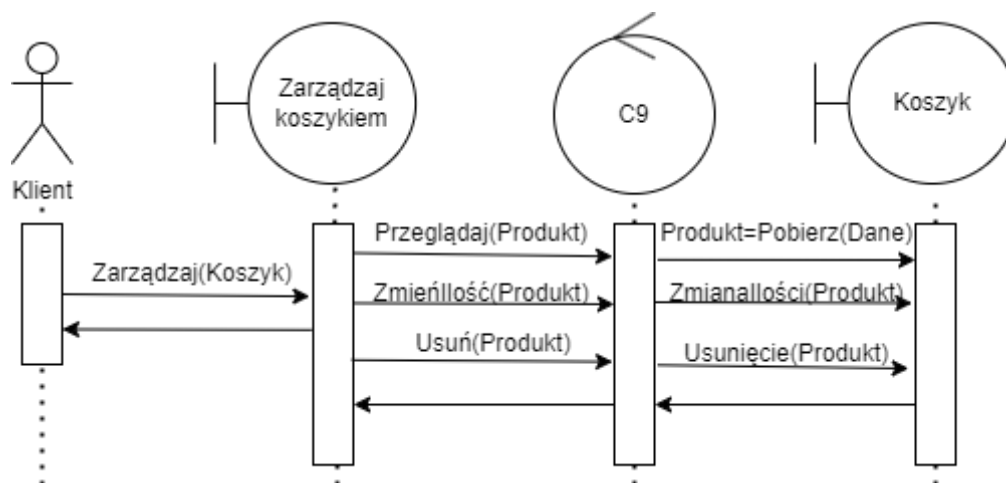 Zarządzaj
koszykiem
C9
Koszyk
Klient
Przeglądaj(Produkt)
Produkt=Pobierz(Dane)
Zarządzaj(Koszyk)
ZmieńIlość(Produkt)
ZmianaIlości(Produkt)
Usuń(Produkt)
Usunięcie(Produkt)